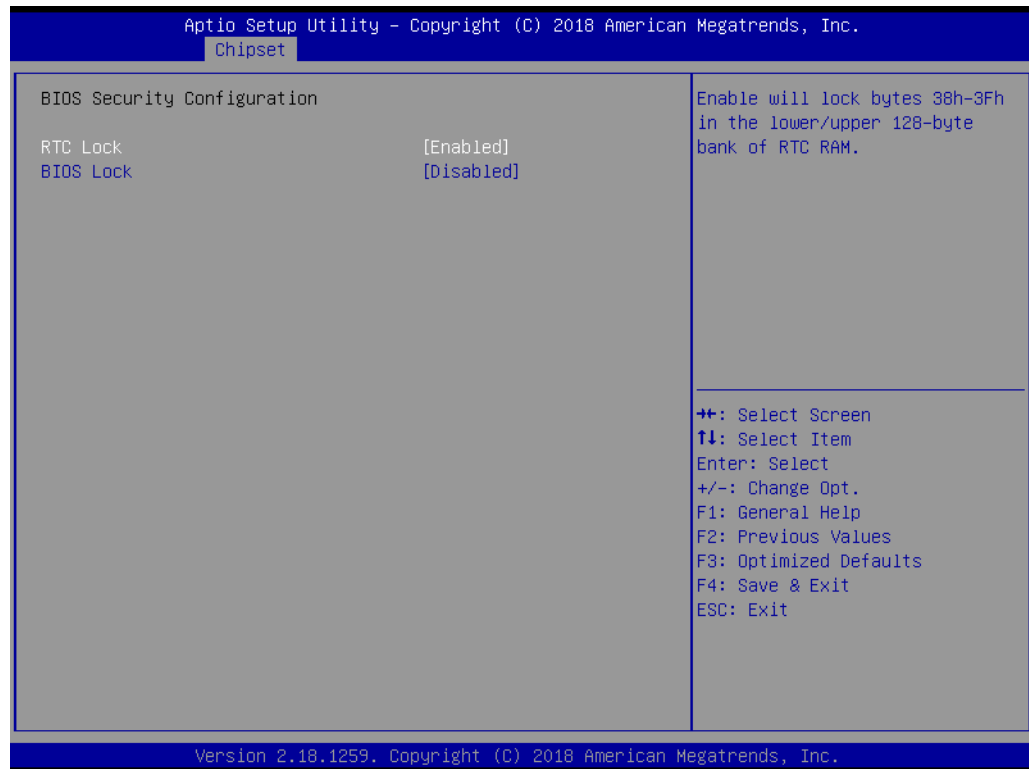 Aptio Setup Utility – Copyright (C) 2018 American Megatrends, Inc.
Chipset
BIOS Security Configuration
RTC Lock [Enabled]
BIOS Lock [Disabled]
Enable will lock bytes 38h-3Fh
in the lower/upper 128-byte
bank of RTC RAM.
→←: Select Screen
↑↓: Select Item
Enter: Select
+/-: Change Opt.
F1: General Help
F2: Previous Values
F3: Optimized Defaults
F4: Save & Exit
ESC: Exit
Version 2.18.1259. Copyright (C) 2018 American Megatrends, Inc.